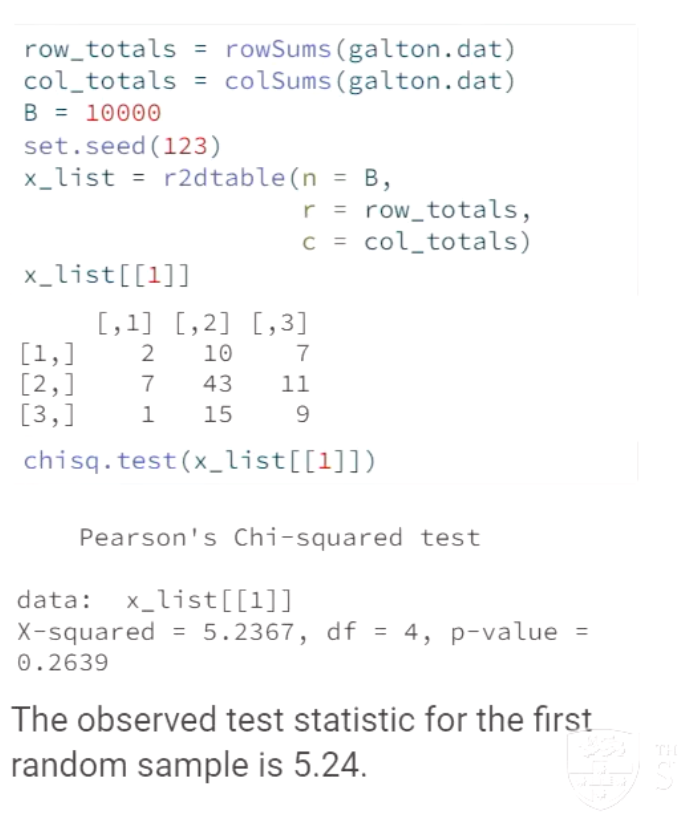 row_totals = rowSums(galton.dat)
col_totals = colSums(galton.dat)
B = 10000
set.seed(123)
x_list = r2dtable(n = B,
r = row_totals,
c = col_totals)
x_list[[1]]
[,1] [,2] [,3]
[1,] 2 10 7
[2,] 7 43 11
[3,] 1 15 9
chisq.test(x_list[[1]])
Pearson's Chi-squared test
data: x_list[[1]]
X-squared = 5.2367, df = 4, p-value =
0.2639
The observed test statistic for the first
random sample is 5.24.